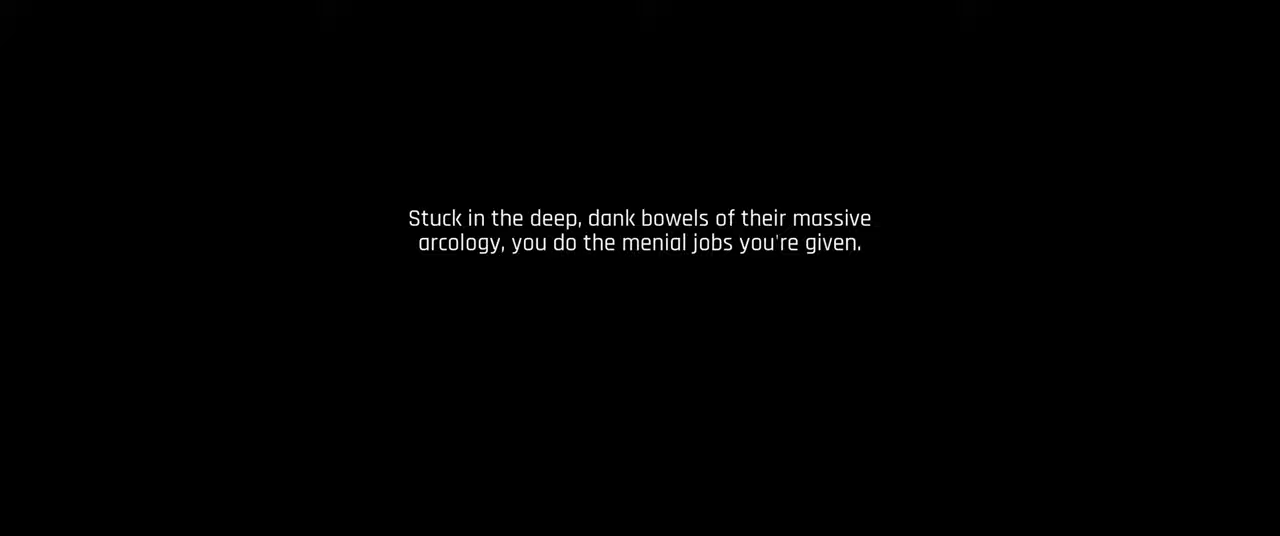 Stuck in the deep, dank bowels of their massive
arcology, you do the menial jobs you're given.